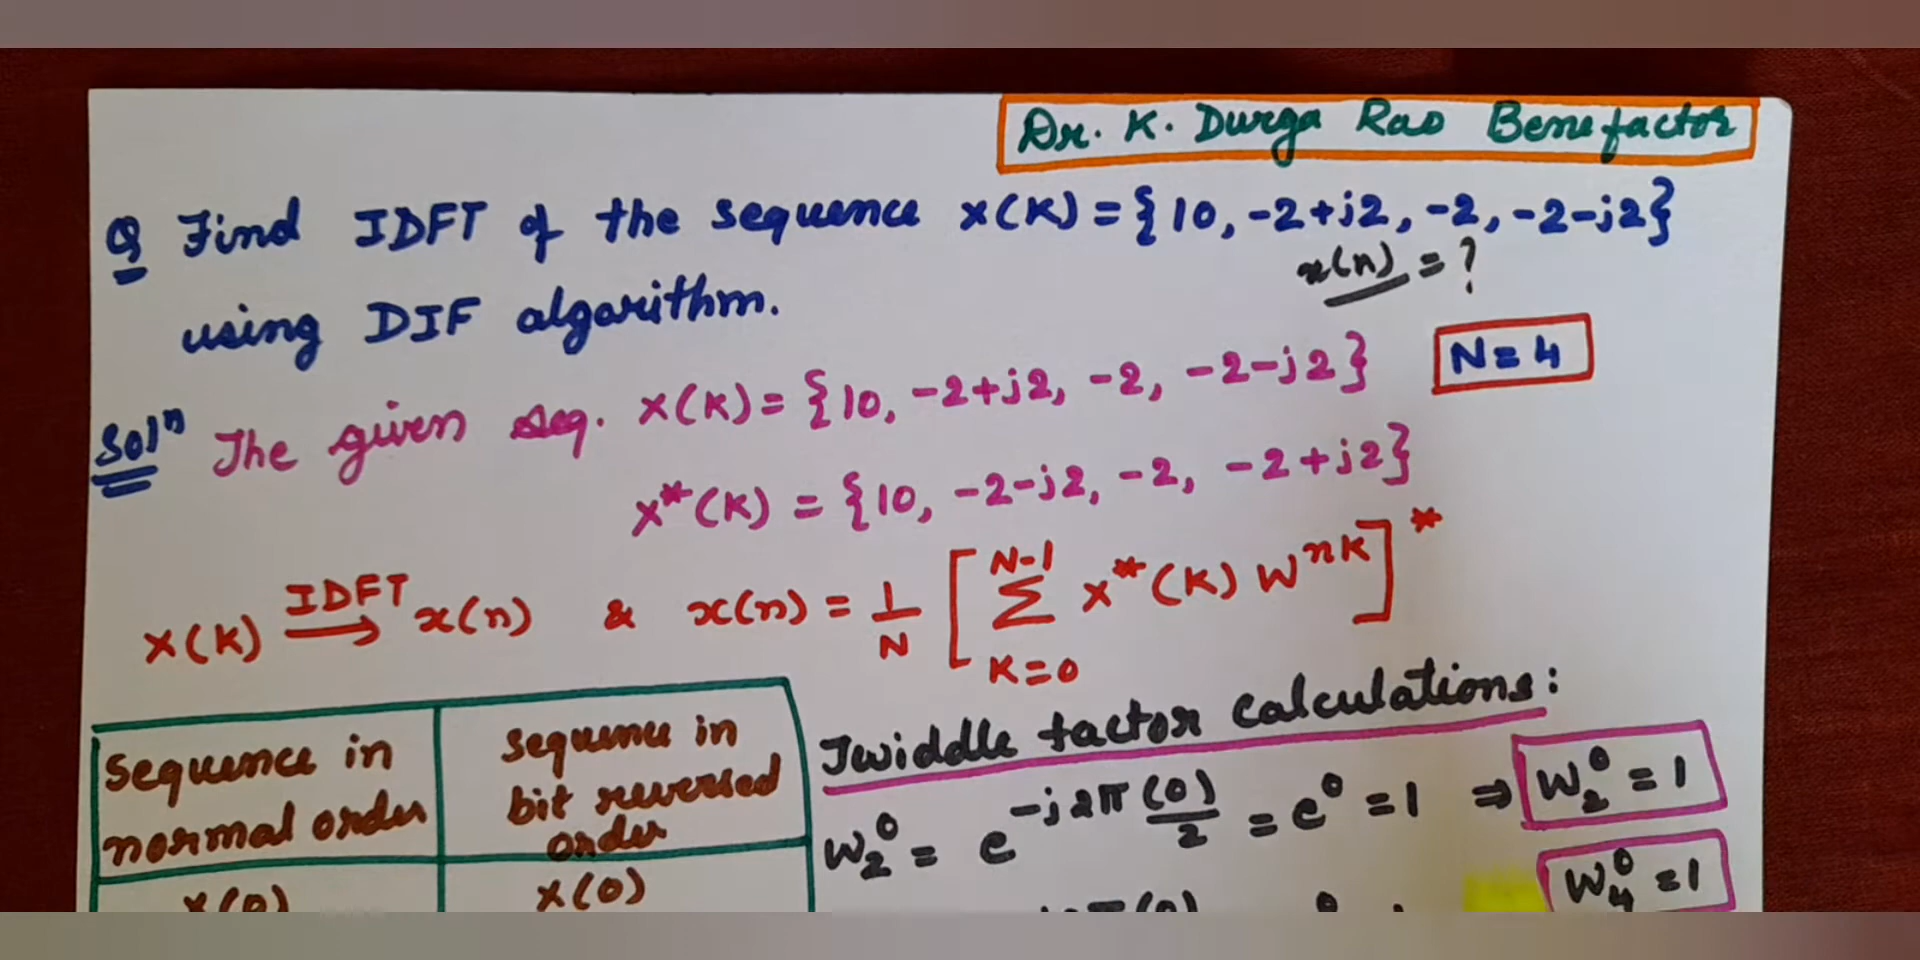 Dr. K. Durga Rao Benefactor
Q Find IDFT of the sequence x(K) = {10, -2+j2, -2, -2-j2}
x(n) = ?
using DIF algorithm.
Solⁿ The given seq. x(K) = {10, -2+j2, -2, -2-j2}
N = 4
x*(K) = {10, -2-j2, -2, -2+j2}
x(K) IDFT→ x(n) & x(n) = 1/N [ N-1 Σ K=0 x*(K) W^nK ]*
Sequence in
normal order
Sequence in
bit reversed
order
x(0)
x(0)
Twiddle factor calculations:
W₂⁰ = e^-j2π(0)/2 = e⁰ = 1 ⇒ W₂⁰ = 1
W₄⁰ = 1